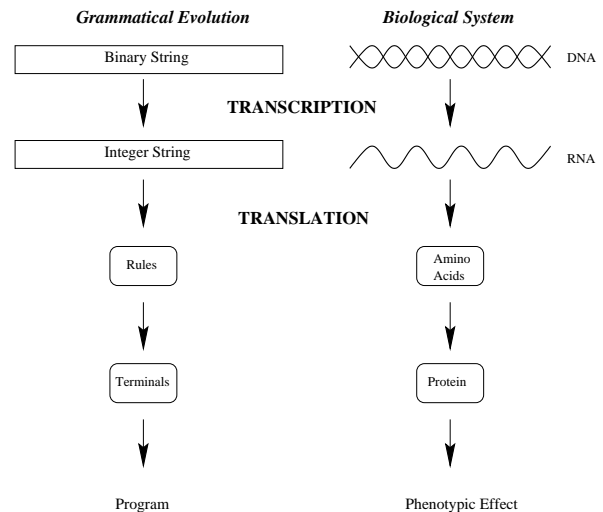 Grammatical Evolution
Biological System
Binary String
DNA
TRANSCRIPTION
Integer String
RNA
TRANSLATION
Rules
Amino
Acids
Terminals
Protein
Program
Phenotypic Effect